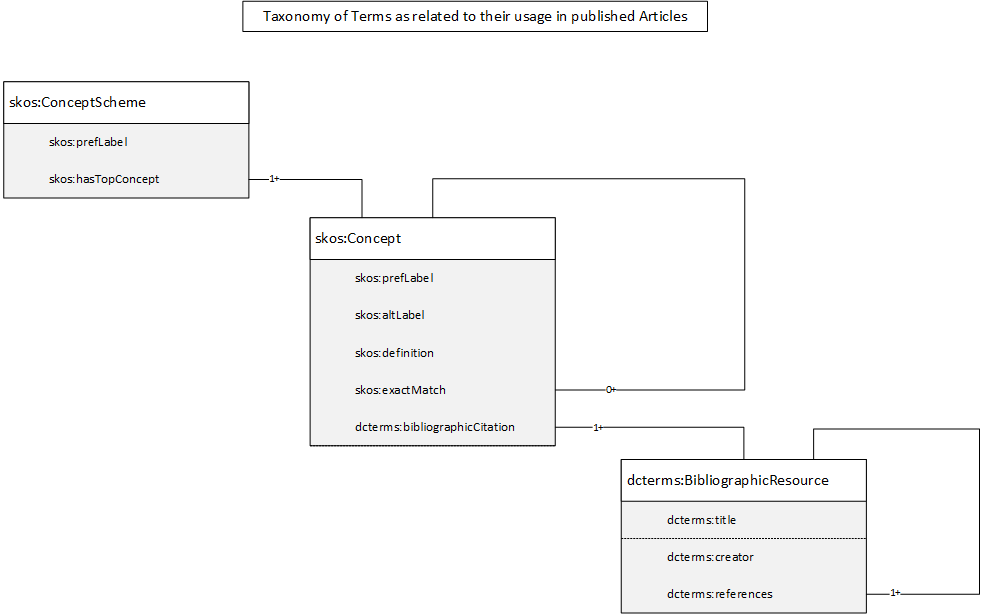 Taxonomy of Terms as related to their usage in published Articles
skos:ConceptScheme
skos:prefLabel
skos:hasTopConcept
1+
skos:Concept
skos:prefLabel
skos:altLabel
skos:definition
skos:exactMatch
0+
dcterms:bibliographicCitation
1+
dcterms:BibliographicResource
dcterms:title
dcterms:creator
dcterms:references
1+